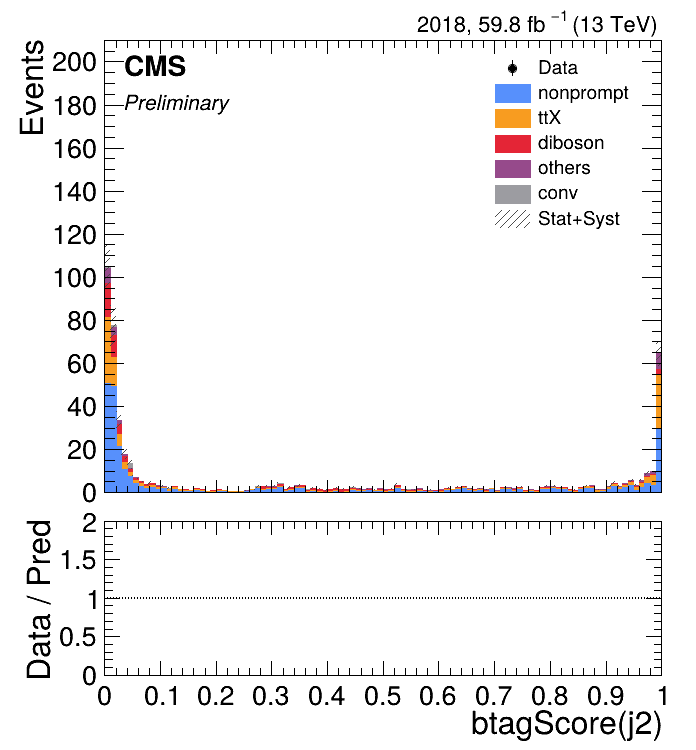 2018, 59.8 fb⁻¹ (13 TeV)
Events
CMS
Preliminary
Data
nonprompt
ttX
diboson
others
conv
Stat+Syst
200
180
160
140
120
100
80
60
40
20
0
Data / Pred
2
1.5
1
0.5
0
0 0.1 0.2 0.3 0.4 0.5 0.6 0.7 0.8 0.9 1
btagScore(j2)